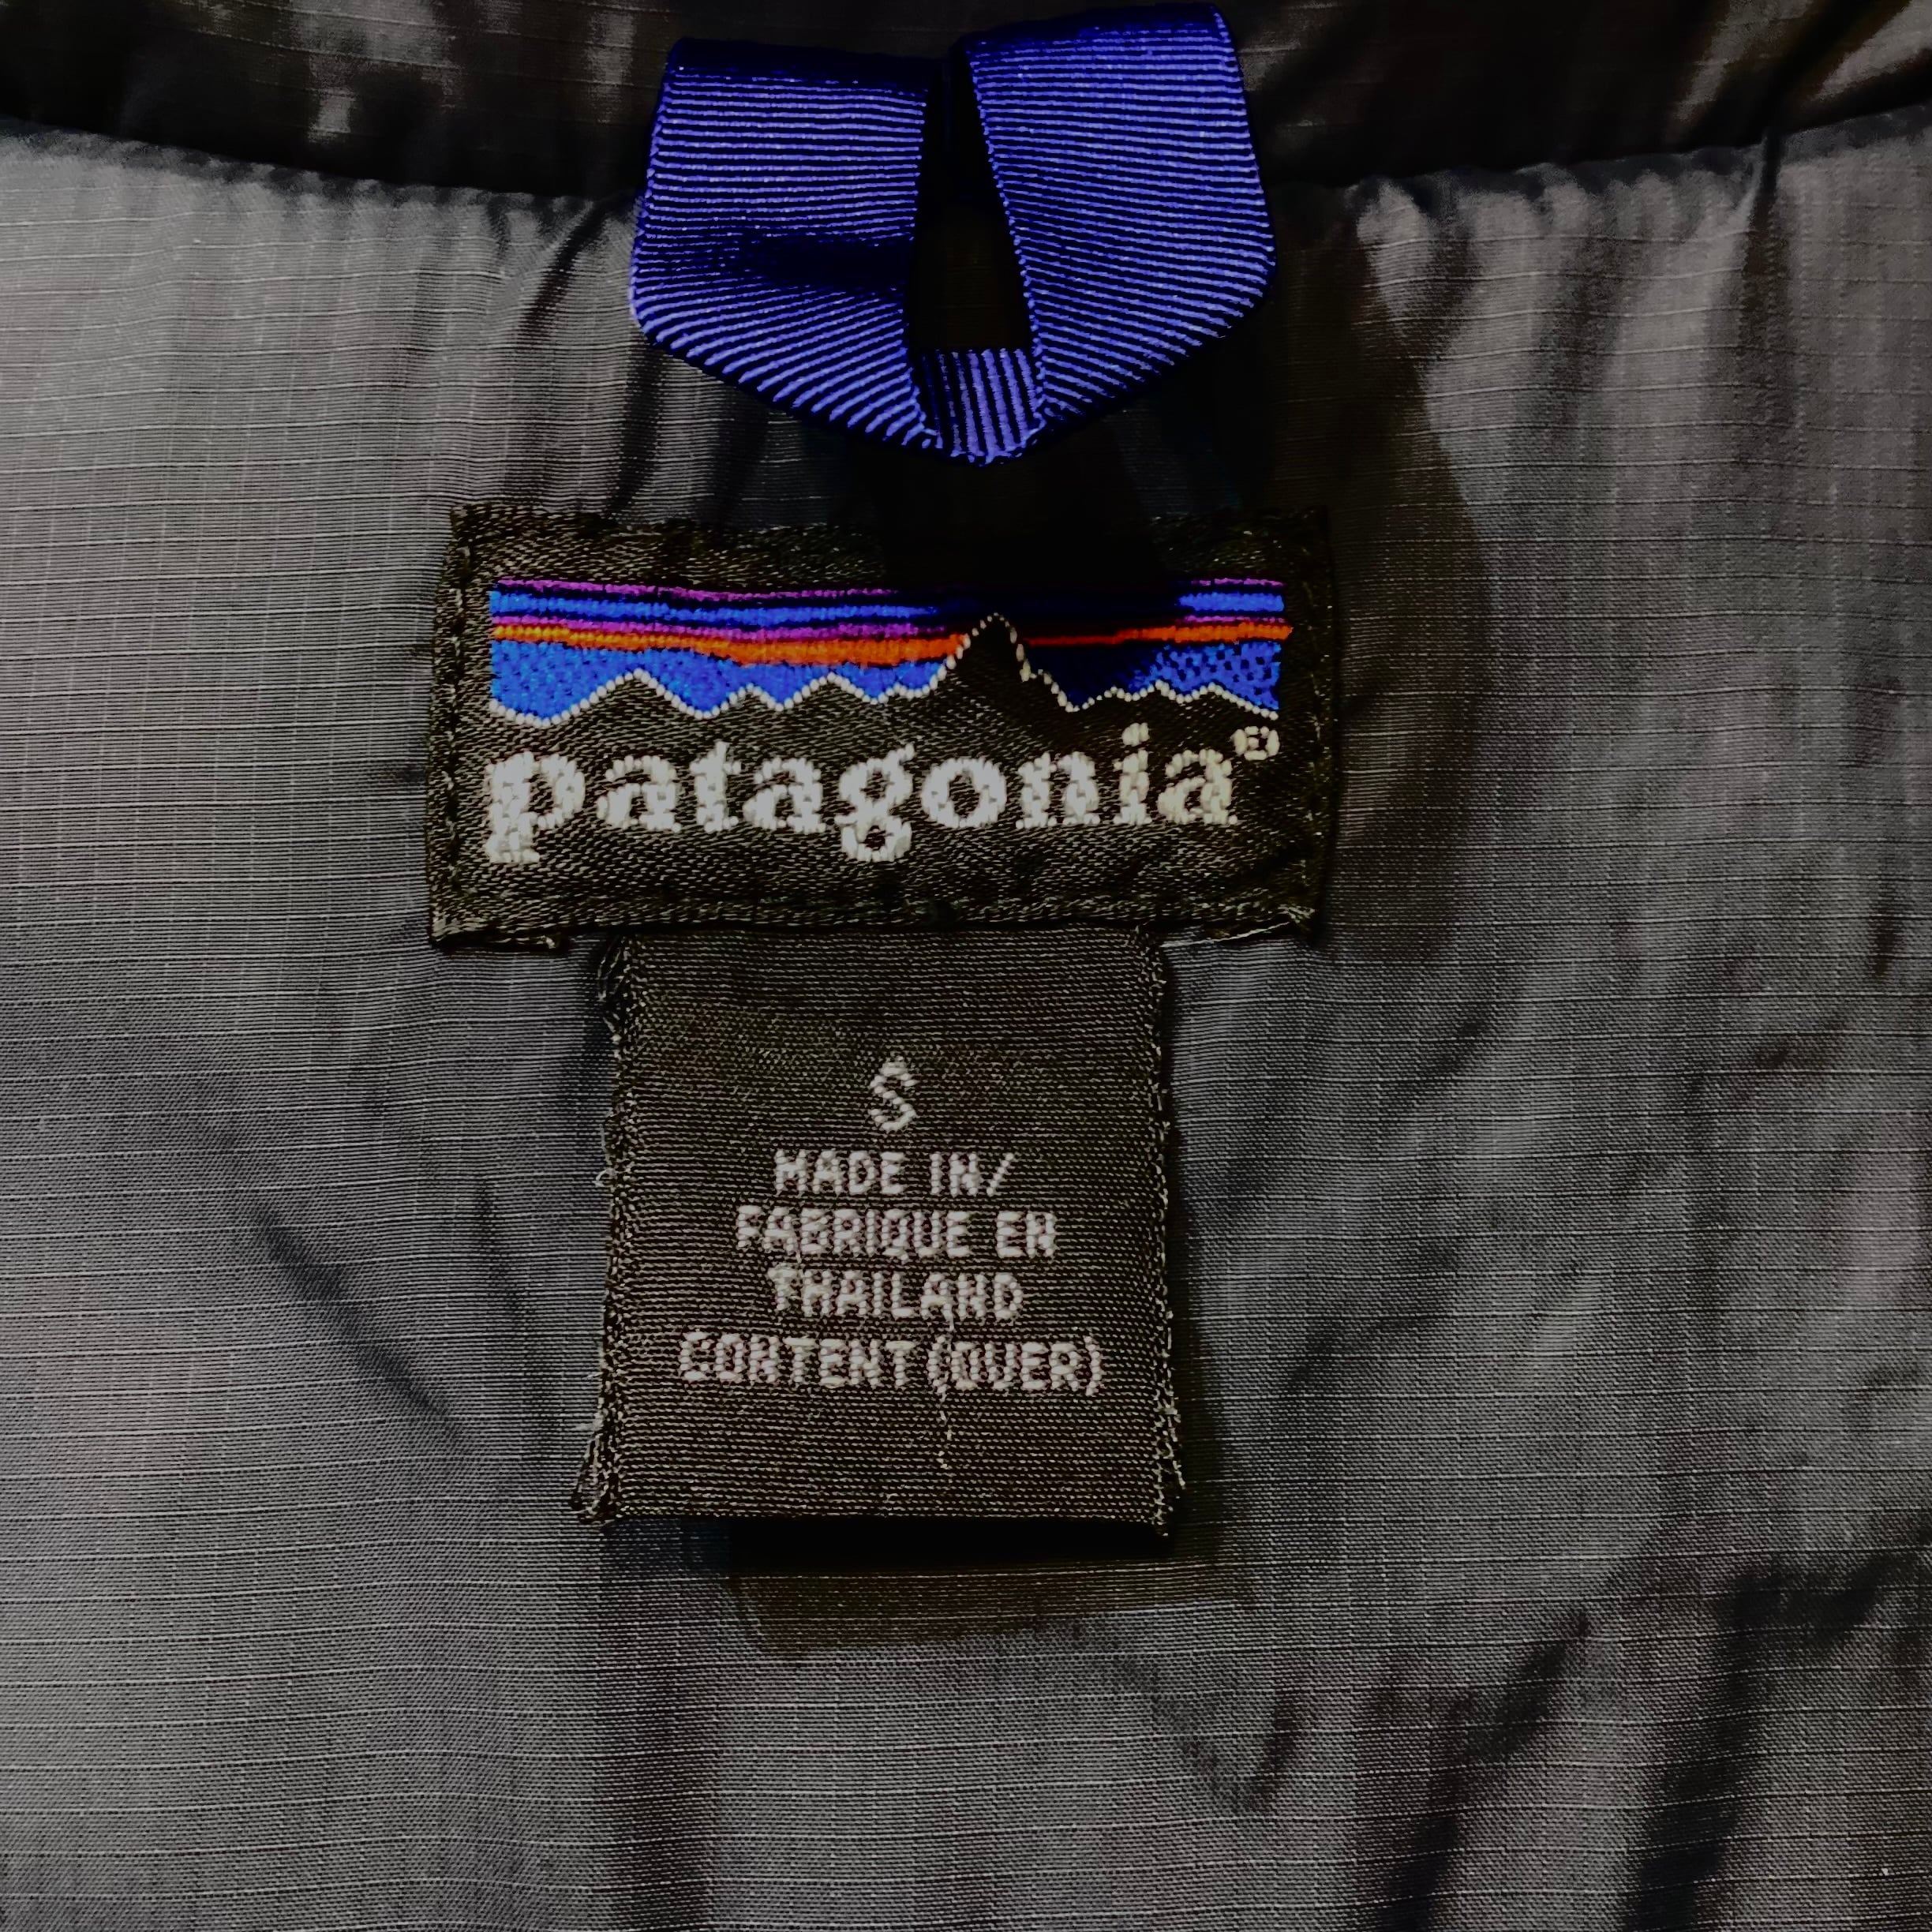 patagonia®
S
MADE IN/
FABRIQUE EN
THAILAND
CONTENT (OVER)